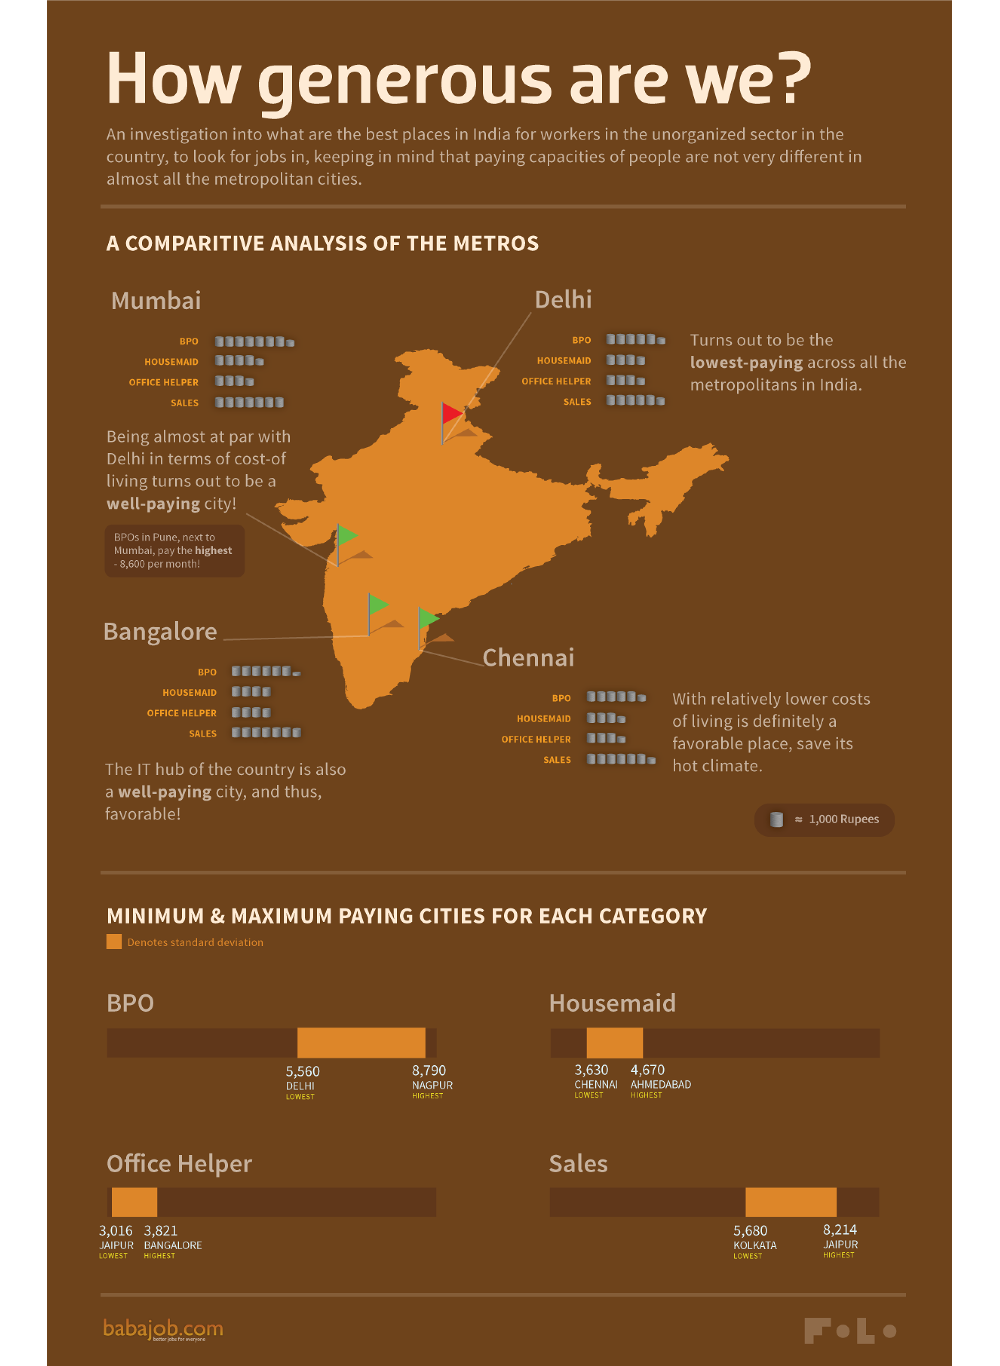 How generous are we?
An investigation into what are the best places in India for workers in the unorganized sector in the
country, to look for jobs in, keeping in mind that paying capacities of people are not very different in
almost all the metropolitan cities.
A COMPARITIVE ANALYSIS OF THE METROS
Mumbai
BPO
HOUSEMAID
OFFICE HELPER
SALES
Being almost at par with
Delhi in terms of cost-of
living turns out to be a
well-paying city!
BPOs in Pune, next to
Mumbai, pay the highest
- 8,600 per month!
Delhi
BPO
HOUSEMAID
OFFICE HELPER
SALES
Turns out to be the
lowest-paying across all the
metropolitans in India.
Bangalore
BPO
HOUSEMAID
OFFICE HELPER
SALES
The IT hub of the country is also
a well-paying city, and thus,
favorable!
Chennai
BPO
HOUSEMAID
OFFICE HELPER
SALES
With relatively lower costs
of living is definitely a
favorable place, save its
hot climate.
≈ 1,000 Rupees
MINIMUM & MAXIMUM PAYING CITIES FOR EACH CATEGORY
Denotes standard deviation
BPO
5,560
DELHI
LOWEST
8,790
NAGPUR
HIGHEST
Housemaid
3,630
CHENNAI
LOWEST
4,670
AHMEDABAD
HIGHEST
Office Helper
3,016
JAIPUR
LOWEST
3,821
BANGALORE
HIGHEST
Sales
5,680
KOLKATA
LOWEST
8,214
JAIPUR
HIGHEST
babajob.com
better jobs for everyone
FOLO